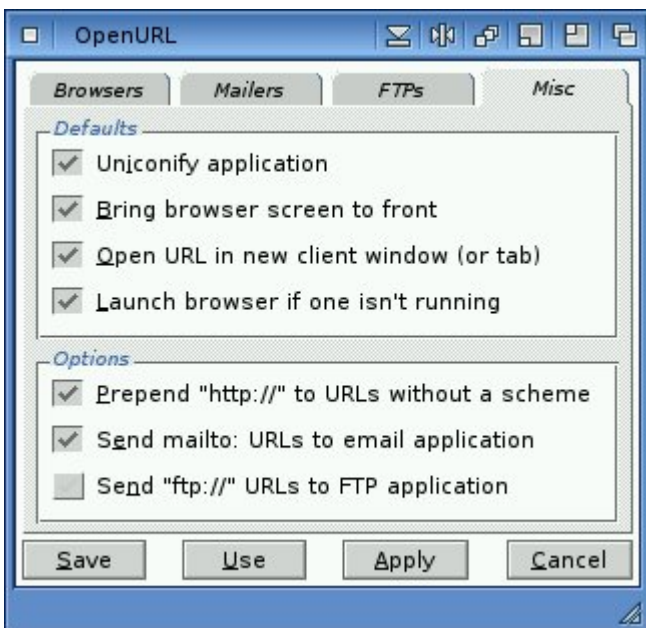 OpenURL
Browsers Mailers FTPs Misc
Defaults
Uniconify application
Bring browser screen to front
Open URL in new client window (or tab)
Launch browser if one isn't running
Options
Prepend "http://" to URLs without a scheme
Send mailto: URLs to email application
Send "ftp://" URLs to FTP application
Save Use Apply Cancel